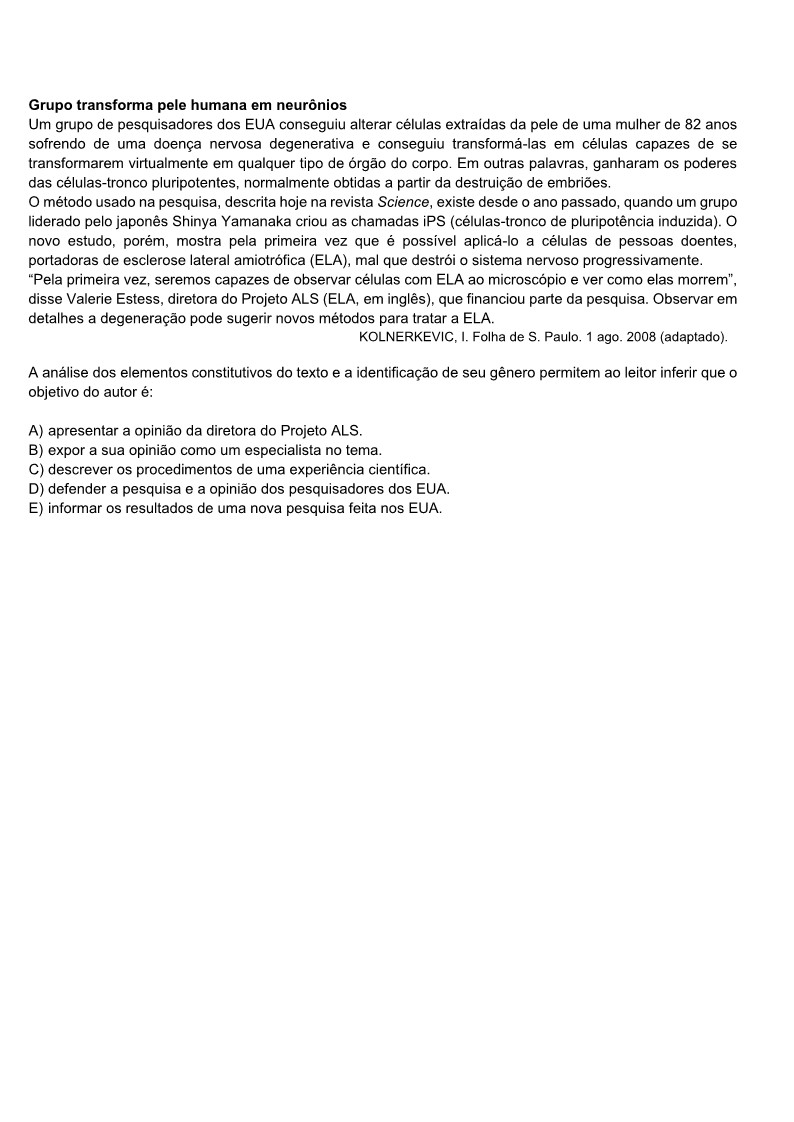 Grupo transforma pele humana em neurônios
Um grupo de pesquisadores dos EUA conseguiu alterar células extraídas da pele de uma mulher de 82 anos
sofrendo de uma doença nervosa degenerativa e conseguiu transformá-las em células capazes de se
transformarem virtualmente em qualquer tipo de órgão do corpo. Em outras palavras, ganharam os poderes
das células-tronco pluripotentes, normalmente obtidas a partir da destruição de embriões.
O método usado na pesquisa, descrita hoje na revista Science, existe desde o ano passado, quando um grupo
liderado pelo japonês Shinya Yamanaka criou as chamadas iPS (células-tronco de pluripotência induzida). O
novo estudo, porém, mostra pela primeira vez que é possível aplicá-lo a células de pessoas doentes,
portadoras de esclerose lateral amiotrófica (ELA), mal que destrói o sistema nervoso progressivamente.
“Pela primeira vez, seremos capazes de observar células com ELA ao microscópio e ver como elas morrem”,
disse Valerie Estess, diretora do Projeto ALS (ELA, em inglês), que financiou parte da pesquisa. Observar em
detalhes a degeneração pode sugerir novos métodos para tratar a ELA.
KOLNERKEVIC, I. Folha de S. Paulo. 1 ago. 2008 (adaptado).
A análise dos elementos constitutivos do texto e a identificação de seu gênero permitem ao leitor inferir que o
objetivo do autor é:
A) apresentar a opinião da diretora do Projeto ALS.
B) expor a sua opinião como um especialista no tema.
C) descrever os procedimentos de uma experiência científica.
D) defender a pesquisa e a opinião dos pesquisadores dos EUA.
E) informar os resultados de uma nova pesquisa feita nos EUA.